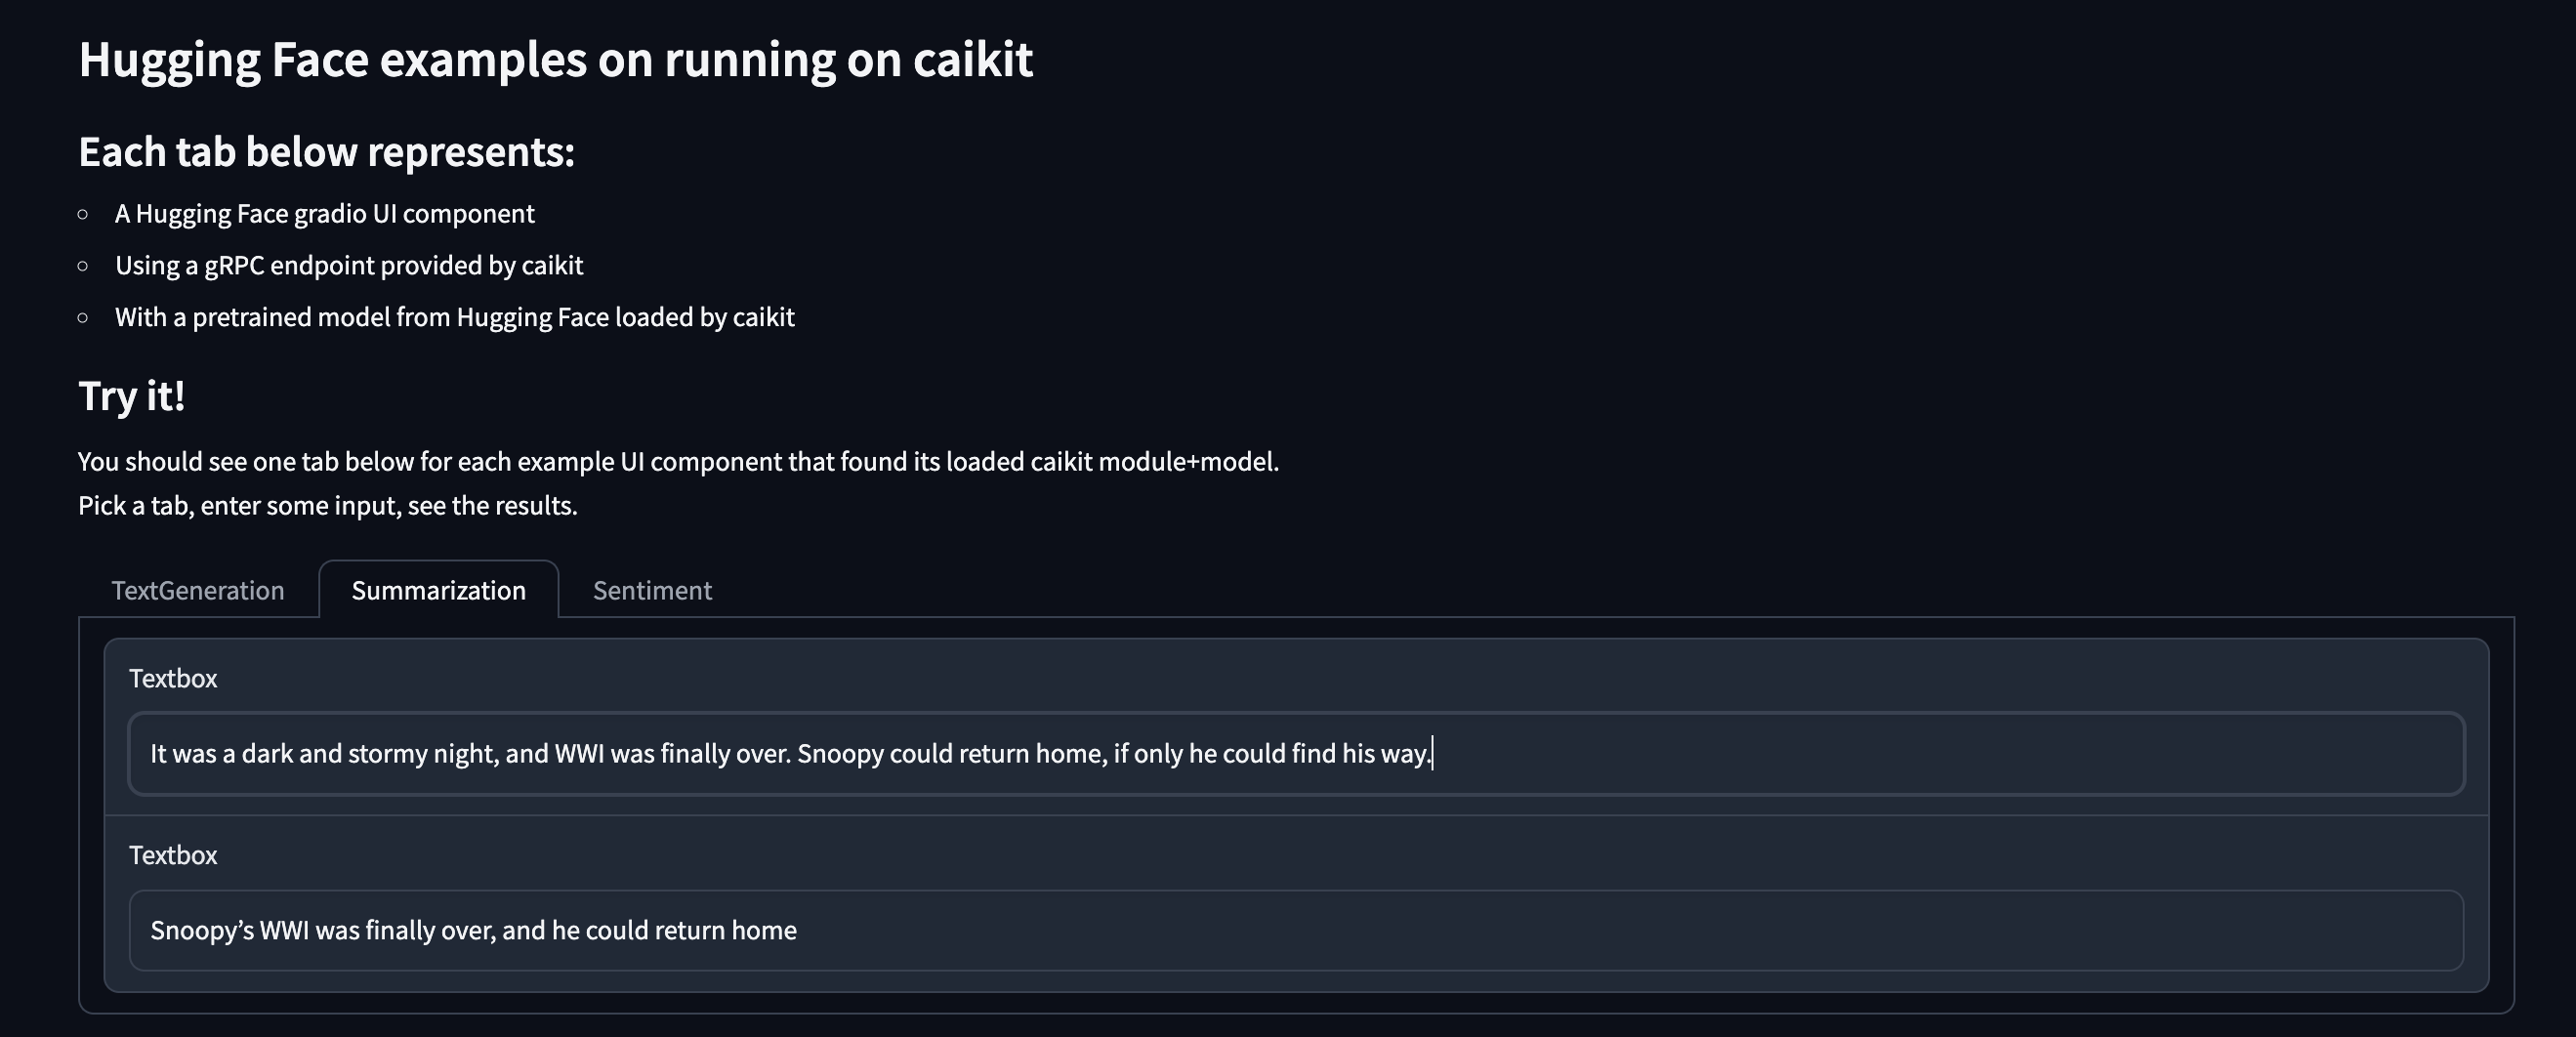 Hugging Face examples on running on caikit
Each tab below represents:
A Hugging Face gradio UI component
Using a gRPC endpoint provided by caikit
With a pretrained model from Hugging Face loaded by caikit
Try it!
You should see one tab below for each example UI component that found its loaded caikit module+model.
Pick a tab, enter some input, see the results.
TextGeneration Summarization Sentiment
Textbox
It was a dark and stormy night, and WWI was finally over. Snoopy could return home, if only he could find his way.
Textbox
Snoopy’s WWI was finally over, and he could return home